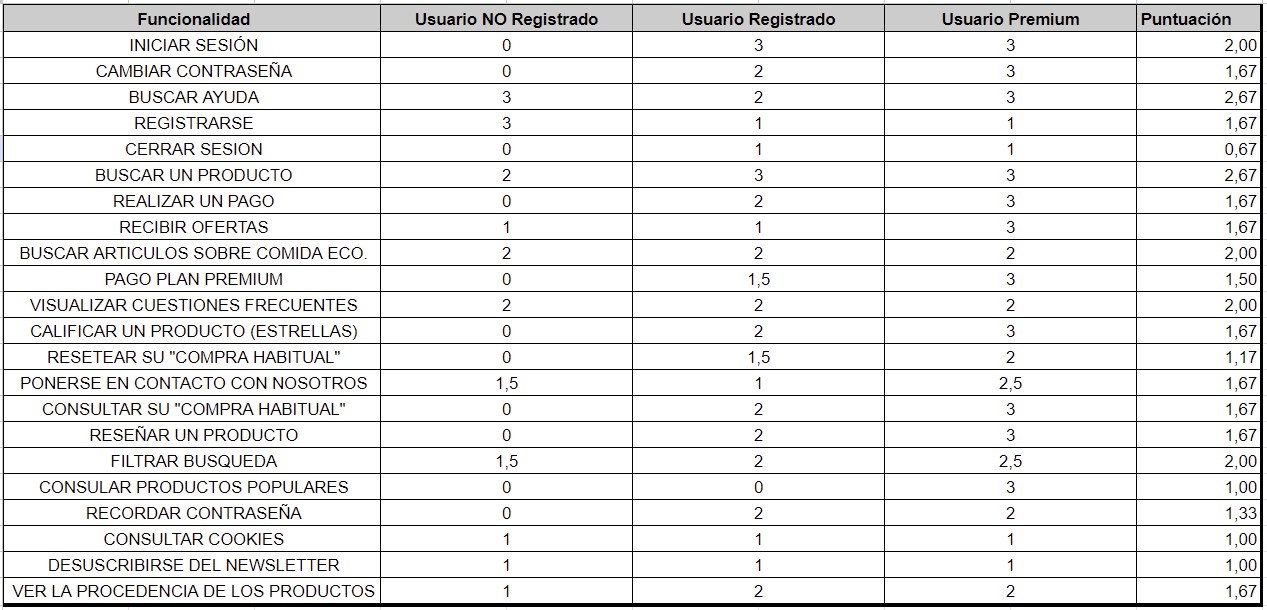 Funcionalidad Usuario NO Registrado Usuario Registrado Usuario Premium Puntuación
INICIAR SESIÓN 0 3 3 2,00
CAMBIAR CONTRASEÑA 0 2 3 1,67
BUSCAR AYUDA 3 2 3 2,67
REGISTRARSE 3 1 1 1,67
CERRAR SESION 0 1 1 0,67
BUSCAR UN PRODUCTO 2 3 3 2,67
REALIZAR UN PAGO 0 2 3 1,67
RECIBIR OFERTAS 1 1 3 1,67
BUSCAR ARTICULOS SOBRE COMIDA ECO. 2 2 2 2,00
PAGO PLAN PREMIUM 0 1,5 3 1,50
VISUALIZAR CUESTIONES FRECUENTES 2 2 2 2,00
CALIFICAR UN PRODUCTO (ESTRELLAS) 0 2 3 1,67
RESETEAR SU "COMPRA HABITUAL" 0 1,5 2 1,17
PONERSE EN CONTACTO CON NOSOTROS 1,5 1 2,5 1,67
CONSULTAR SU "COMPRA HABITUAL" 0 2 3 1,67
RESEÑAR UN PRODUCTO 0 2 3 1,67
FILTRAR BUSQUEDA 1,5 2 2,5 2,00
CONSULAR PRODUCTOS POPULARES 0 0 3 1,00
RECORDAR CONTRASEÑA 0 2 2 1,33
CONSULTAR COOKIES 1 1 1 1,00
DESUSCRIBIRSE DEL NEWSLETTER 1 1 1 1,00
VER LA PROCEDENCIA DE LOS PRODUCTOS 1 2 2 1,67